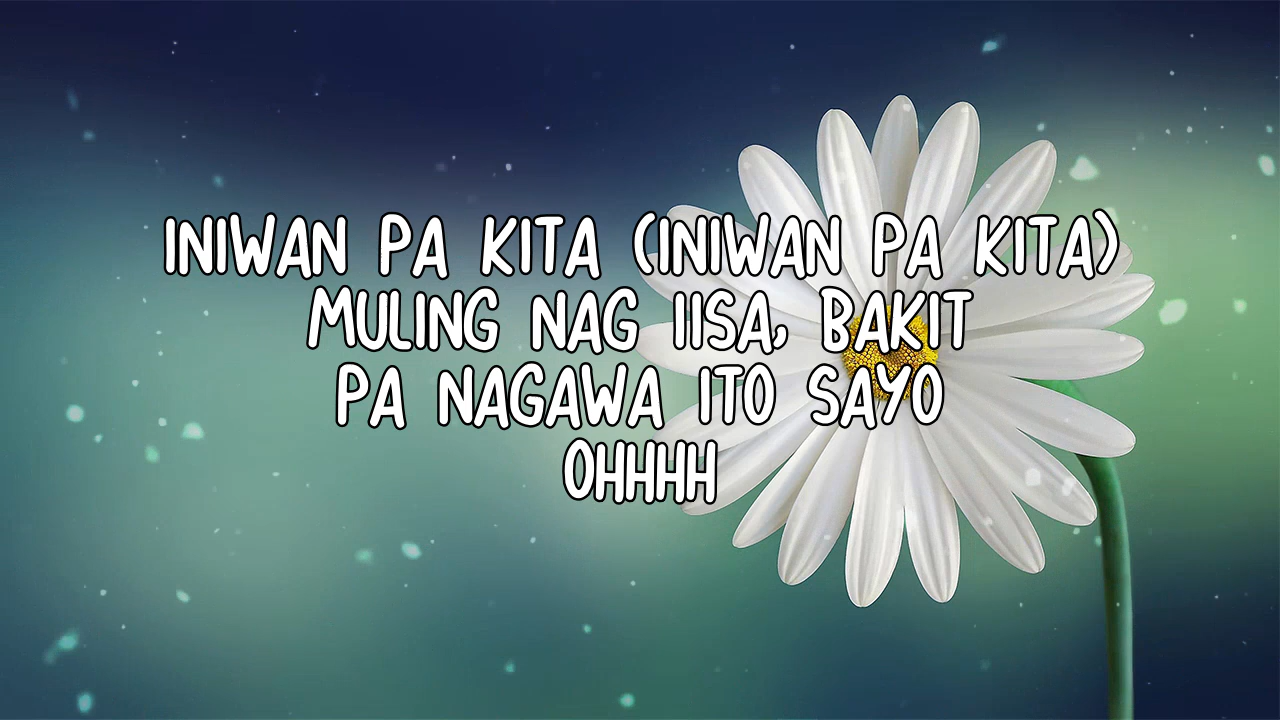 INIWAN PA KITA (INIWAN PA KITA)
MULING NAG IISA, BAKIT
PA NAGAWA ITO SAYO
OHHHH